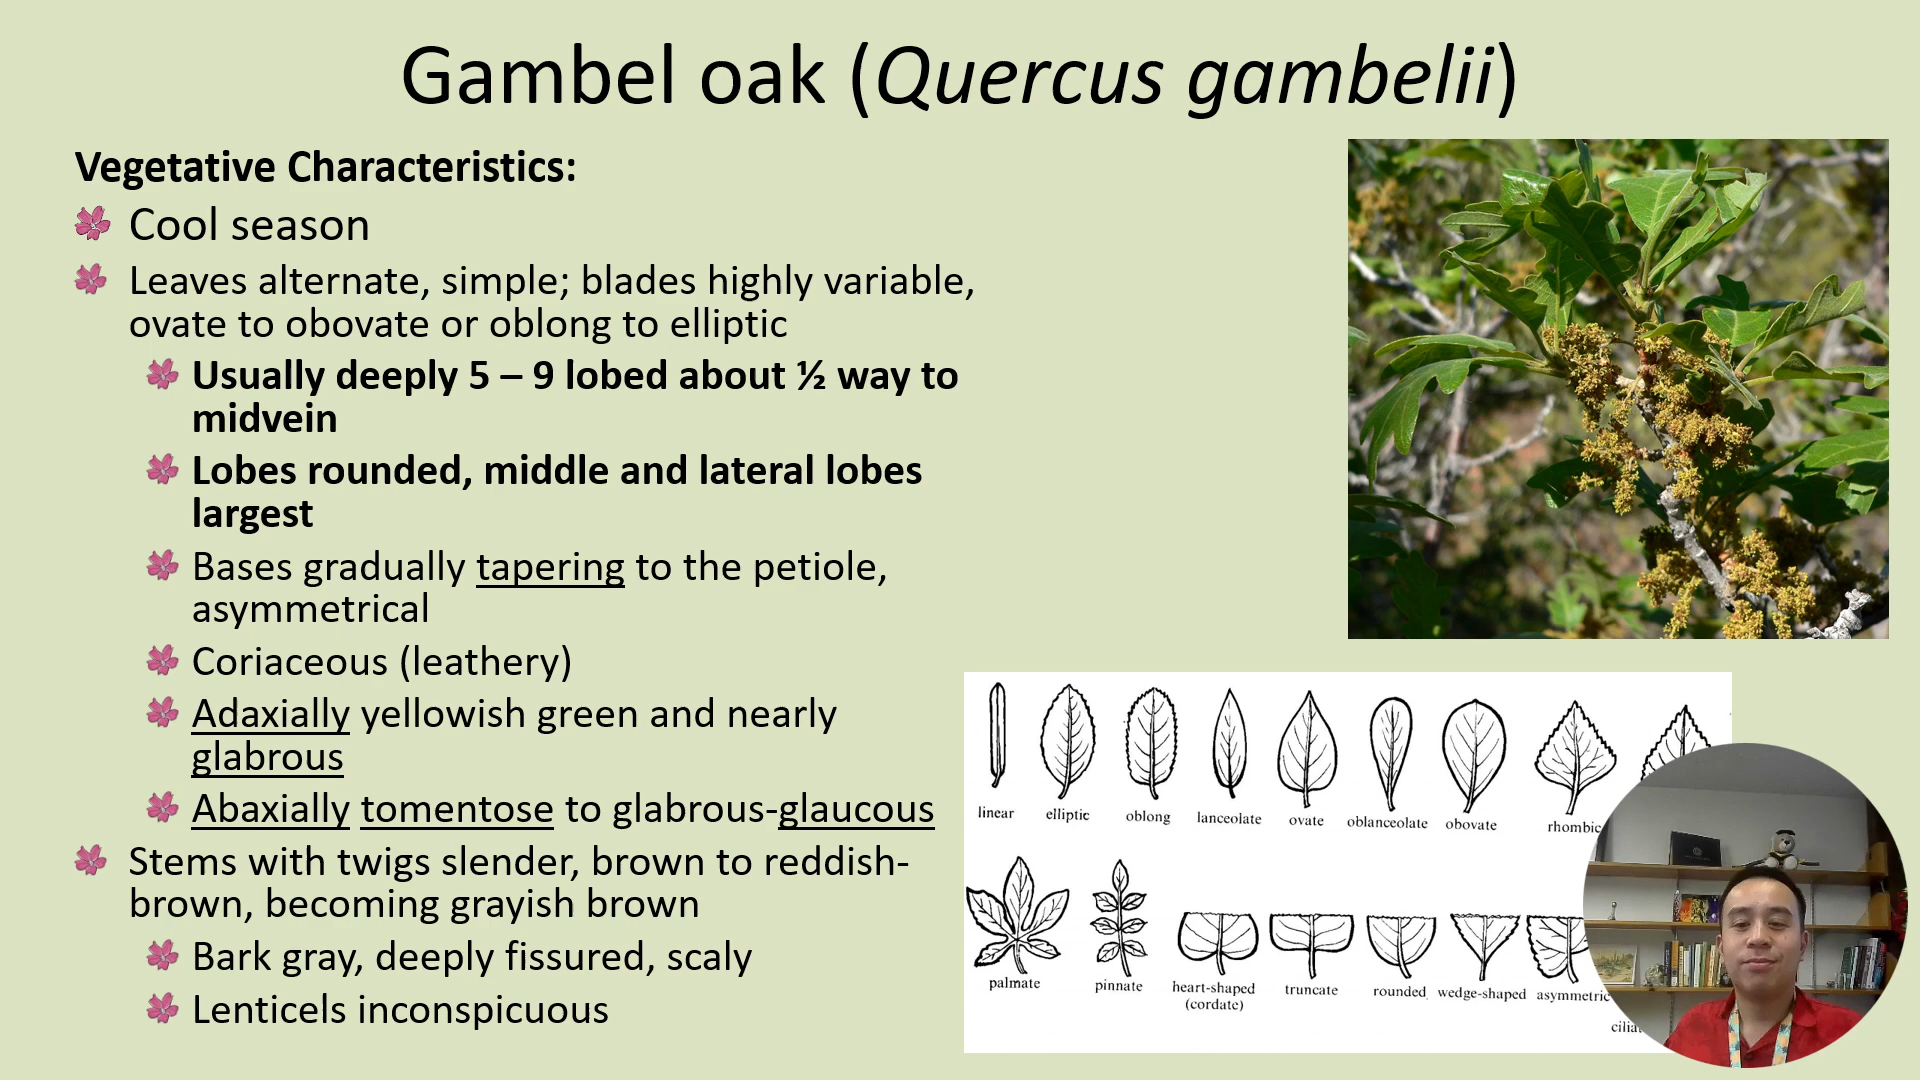 Gambel oak (Quercus gambelii)
Vegetative Characteristics:
Cool season
Leaves alternate, simple; blades highly variable,
ovate to obovate or oblong to elliptic
Usually deeply 5 – 9 lobed about ½ way to
midvein
Lobes rounded, middle and lateral lobes
largest
Bases gradually tapering to the petiole,
asymmetrical
Coriaceous (leathery)
Adaxially yellowish green and nearly
glabrous
Abaxially tomentose to glabrous-glaucous
Stems with twigs slender, brown to reddish-
brown, becoming grayish brown
Bark gray, deeply fissured, scaly
Lenticels inconspicuous
linear elliptic oblong lanceolate ovate oblanceolate obovate rhombic
palmate pinnate heart-shaped truncate rounded wedge-shaped asymmetric
(cordate)